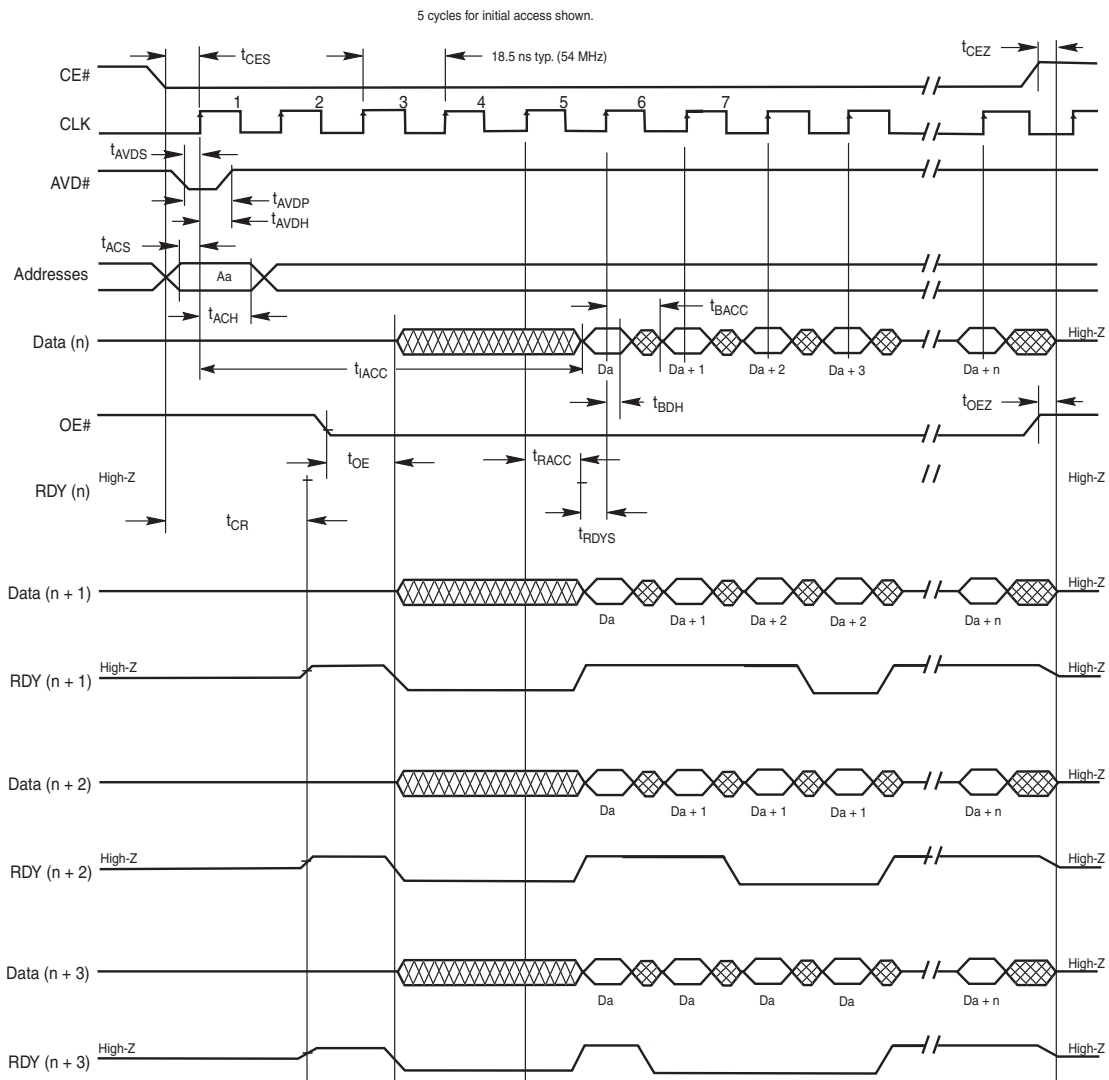 5 cycles for initial access shown.
tCES
18.5 ns typ. (54 MHz)
tCEZ
CE#
1 2 3 4 5 6 7
CLK
tAVDS
AVD#
tAVDP
tAVDH
tACS
Addresses
Aa
tACH
tBACC
Data (n)
High-Z
tIACC
Da
Da + 1
Da + 2
Da + 3
Da + n
tBDH
tOEZ
OE#
tOE
tRACC
RDY (n)
High-Z
High-Z
tCR
tRDYS
Data (n + 1)
High-Z
Da
Da + 1
Da + 2
Da + 2
Da + n
RDY (n + 1)
High-Z
High-Z
Data (n + 2)
High-Z
Da
Da + 1
Da + 1
Da + 1
Da + n
RDY (n + 2)
High-Z
High-Z
Data (n + 3)
High-Z
Da
Da
Da
Da
Da + n
RDY (n + 3)
High-Z
High-Z